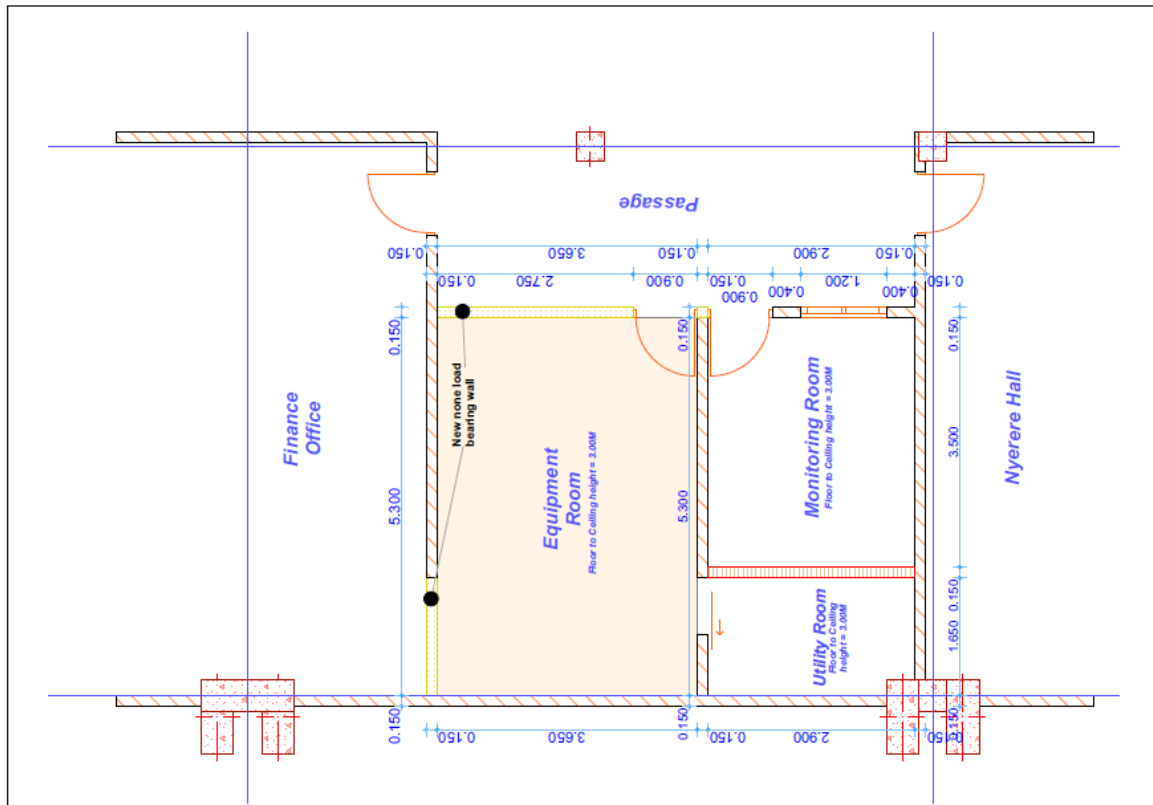 Passage
0.150
3.650
0.150
2.900
0.150
0.150
2.750
0.900
0.150
0.900
0.400
1.200
0.400
0.150
0.150
0.150
0.150
New none load
bearing wall
Finance
Office
Equipment
Room
Floor to Ceiling height = 3.00M
Monitoring Room
Floor to Ceiling height = 3.00M
Nyerere Hall
5.300
5.300
3.500
0.150
1.650
Utility Room
Floor to Ceiling
height = 3.00M
0.150
0.150
0.150
0.150
3.650
0.150
2.900
0.150